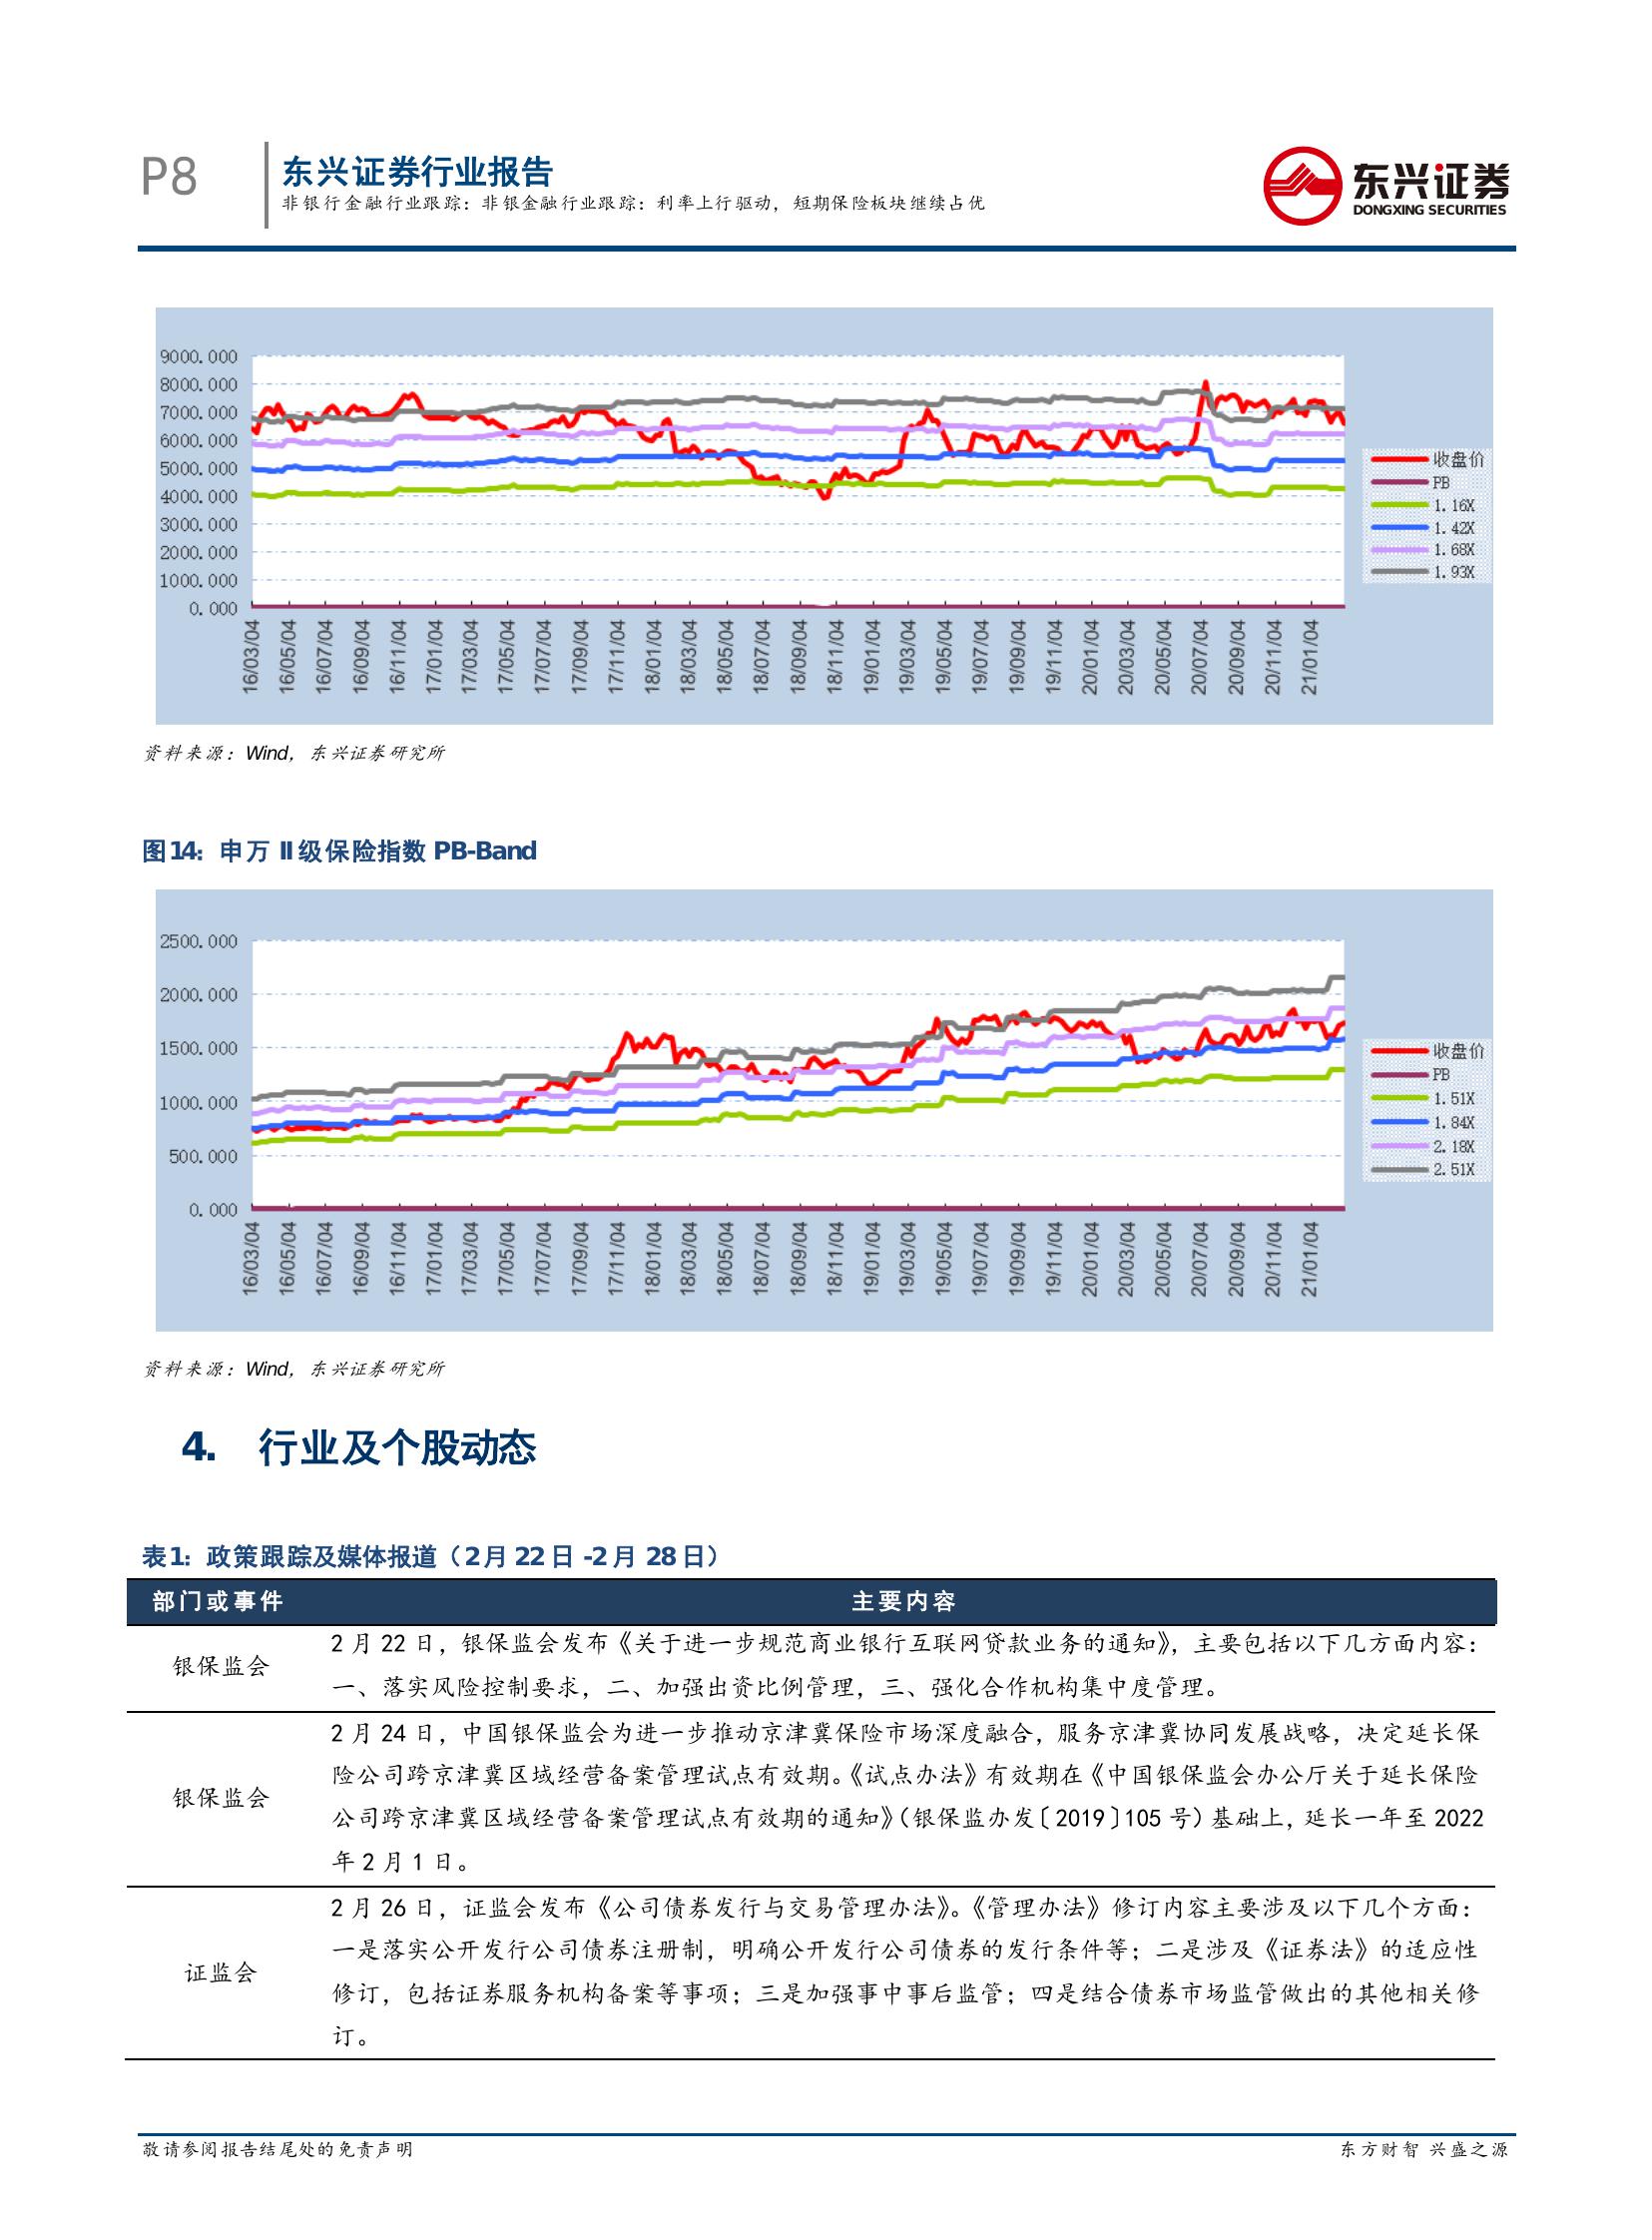 P8
东兴证券行业报告
非银行金融行业跟踪：非银金融行业跟踪：利率上行驱动，短期保险板块继续占优
东兴证券
DONGXING SECURITIES
9000.000
8000.000
7000.000
6000.000
5000.000
4000.000
3000.000
2000.000
1000.000
0.000
16/03/04 16/05/04 16/07/04 16/09/04 16/11/04 17/01/04 17/03/04 17/05/04 17/07/04 17/09/04 17/11/04 18/01/04 18/03/04 18/05/04 18/07/04 18/09/04 18/11/04 19/01/04 19/03/04 19/05/04 19/07/04 19/09/04 19/11/04 20/01/04 20/03/04 20/05/04 20/07/04 20/09/04 20/11/04 21/01/04
收盘价
PB
1.16X
1.42X
1.68X
1.93X
资料来源：Wind，东兴证券研究所
图14：申万 II 级保险指数 PB-Band
2500.000
2000.000
1500.000
1000.000
500.000
0.000
16/03/04 16/05/04 16/07/04 16/09/04 16/11/04 17/01/04 17/03/04 17/05/04 17/07/04 17/09/04 17/11/04 18/01/04 18/03/04 18/05/04 18/07/04 18/09/04 18/11/04 19/01/04 19/03/04 19/05/04 19/07/04 19/09/04 19/11/04 20/01/04 20/03/04 20/05/04 20/07/04 20/09/04 20/11/04 21/01/04
收盘价
PB
1.51X
1.84X
2.18X
2.51X
资料来源：Wind，东兴证券研究所
4. 行业及个股动态
表1：政策跟踪及媒体报道（2月22日-2月28日）
部门或事件 主要内容
银保监会
2 月 22 日，银保监会发布《关于进一步规范商业银行互联网贷款业务的通知》，主要包括以下几方面内容：
一、落实风险控制要求，二、加强出资比例管理，三、强化合作机构集中度管理。
银保监会
2 月 24 日，中国银保监会为进一步推动京津冀保险市场深度融合，服务京津冀协同发展战略，决定延长保
险公司跨京津冀区域经营备案管理试点有效期。《试点办法》有效期在《中国银保监会办公厅关于延长保险
公司跨京津冀区域经营备案管理试点有效期的通知》（银保监办发〔2019〕105 号）基础上，延长一年至 2022
年 2 月 1 日。
证监会
2 月 26 日，证监会发布《公司债券发行与交易管理办法》。《管理办法》修订内容主要涉及以下几个方面：
一是落实公开发行公司债券注册制，明确公开发行公司债券的发行条件等；二是涉及《证券法》的适应性
修订，包括证券服务机构备案等事项；三是加强事中事后监管；四是结合债券市场监管做出的其他相关修
订。
敬请参阅报告结尾处的免责声明
东方财智 兴盛之源